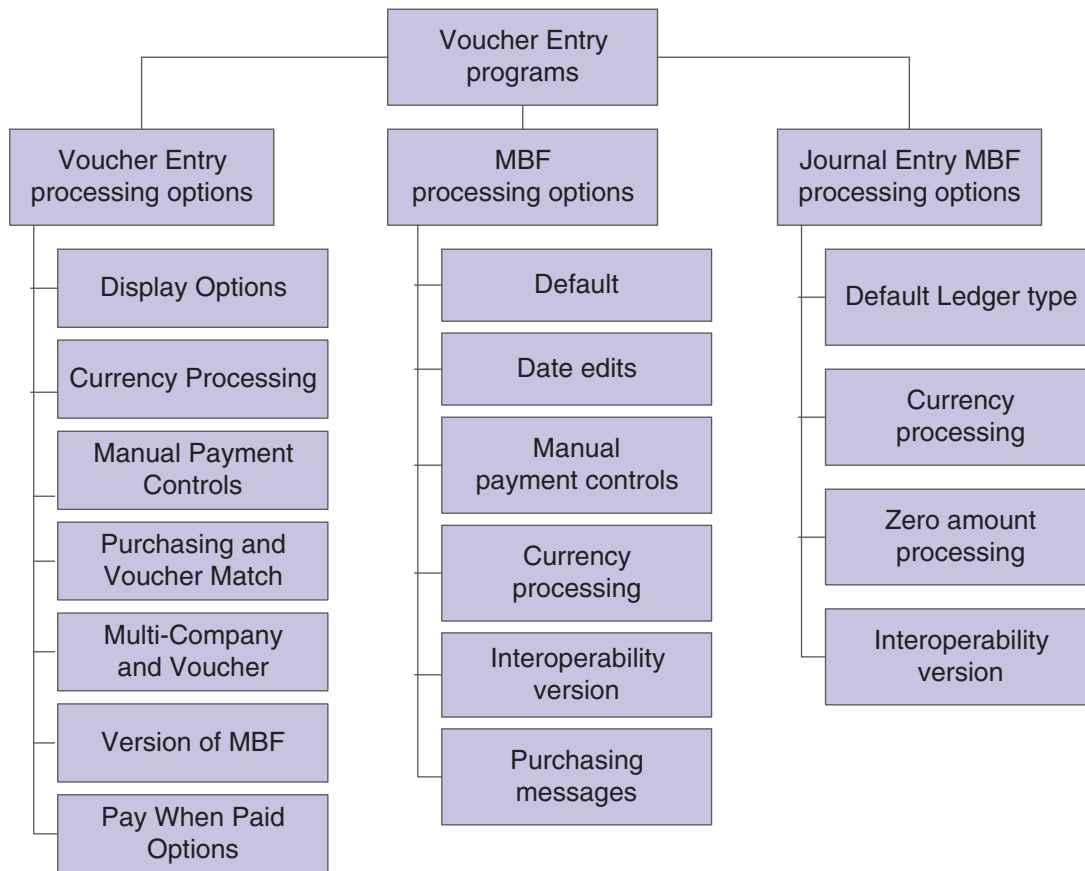 Voucher Entry
programs
Voucher Entry
processing options
Display Options
Currency Processing
Manual Payment
Controls
Purchasing and
Voucher Match
Multi-Company
and Voucher
Version of MBF
Pay When Paid
Options
MBF
processing options
Default
Date edits
Manual
payment controls
Currency
processing
Interoperability
version
Purchasing
messages
Journal Entry MBF
processing options
Default Ledger type
Currency
processing
Zero amount
processing
Interoperability
version